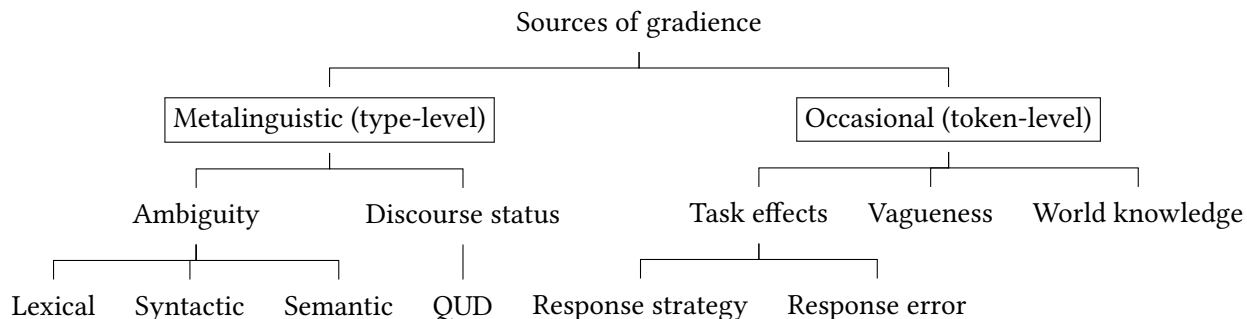 Sources of gradience
Metalinguistic (type-level) Occasional (token-level)
Ambiguity Discourse status Task effects Vagueness World knowledge
Lexical Syntactic Semantic QUD Response strategy Response error